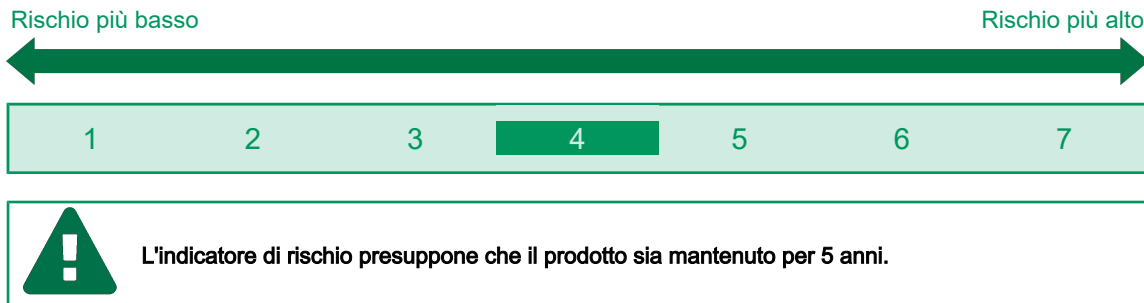 Rischio più basso Rischio più alto
1 2 3 4 5 6 7
L'indicatore di rischio presuppone che il prodotto sia mantenuto per 5 anni.